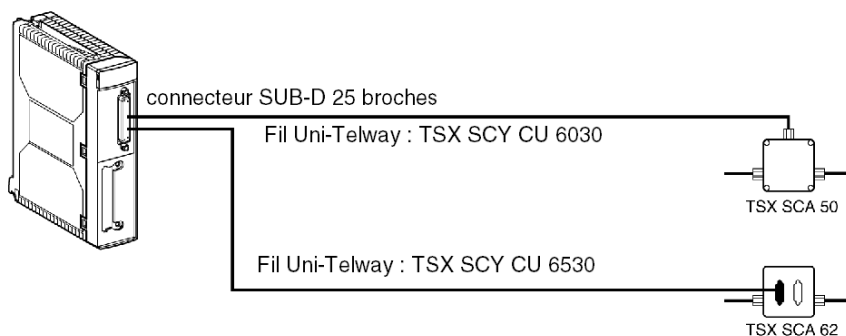 connecteur SUB-D 25 broches
Fil Uni-Telway : TSX SCY CU 6030
TSX SCA 50
Fil Uni-Telway : TSX SCY CU 6530
TSX SCA 62